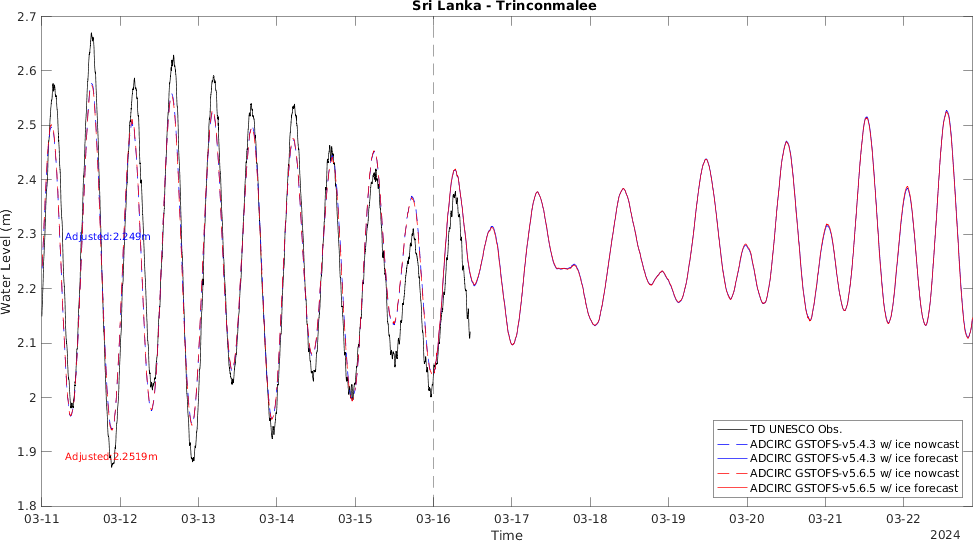 Sri Lanka - Trinconmalee
2.7
2.6
2.5
2.4
2.3
2.2
2.1
2
1.9
1.8
Water Level (m)
Adjusted:2.249m
Adjusted:2.2519m
TD UNESCO Obs.
ADCIRC GSTOFS-v5.4.3 w/ ice nowcast
ADCIRC GSTOFS-v5.4.3 w/ ice forecast
ADCIRC GSTOFS-v5.6.5 w/ ice nowcast
ADCIRC GSTOFS-v5.6.5 w/ ice forecast
03-11 03-12 03-13 03-14 03-15 03-16 03-17 03-18 03-19 03-20 03-21 03-22
Time
2024